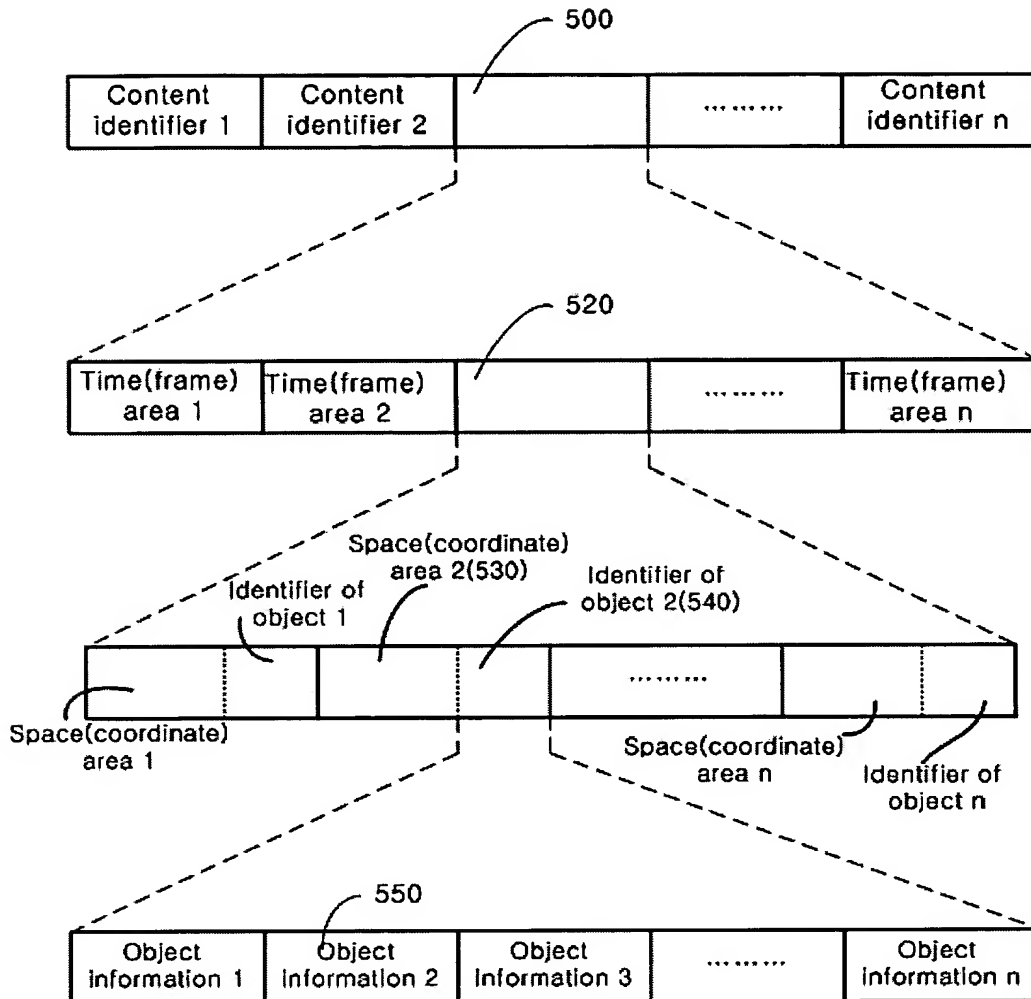 500
Content identifier 1
Content identifier 2
.........
Content identifier n
520
Time(frame) area 1
Time(frame) area 2
.........
Time(frame) area n
Space(coordinate)
area 2(530)
Identifier of
object 1
Identifier of
object 2(540)
.........
Space(coordinate)
area 1
Space(coordinate)
area n
Identifier of
object n
550
Object information 1
Object information 2
Object information 3
.........
Object information n